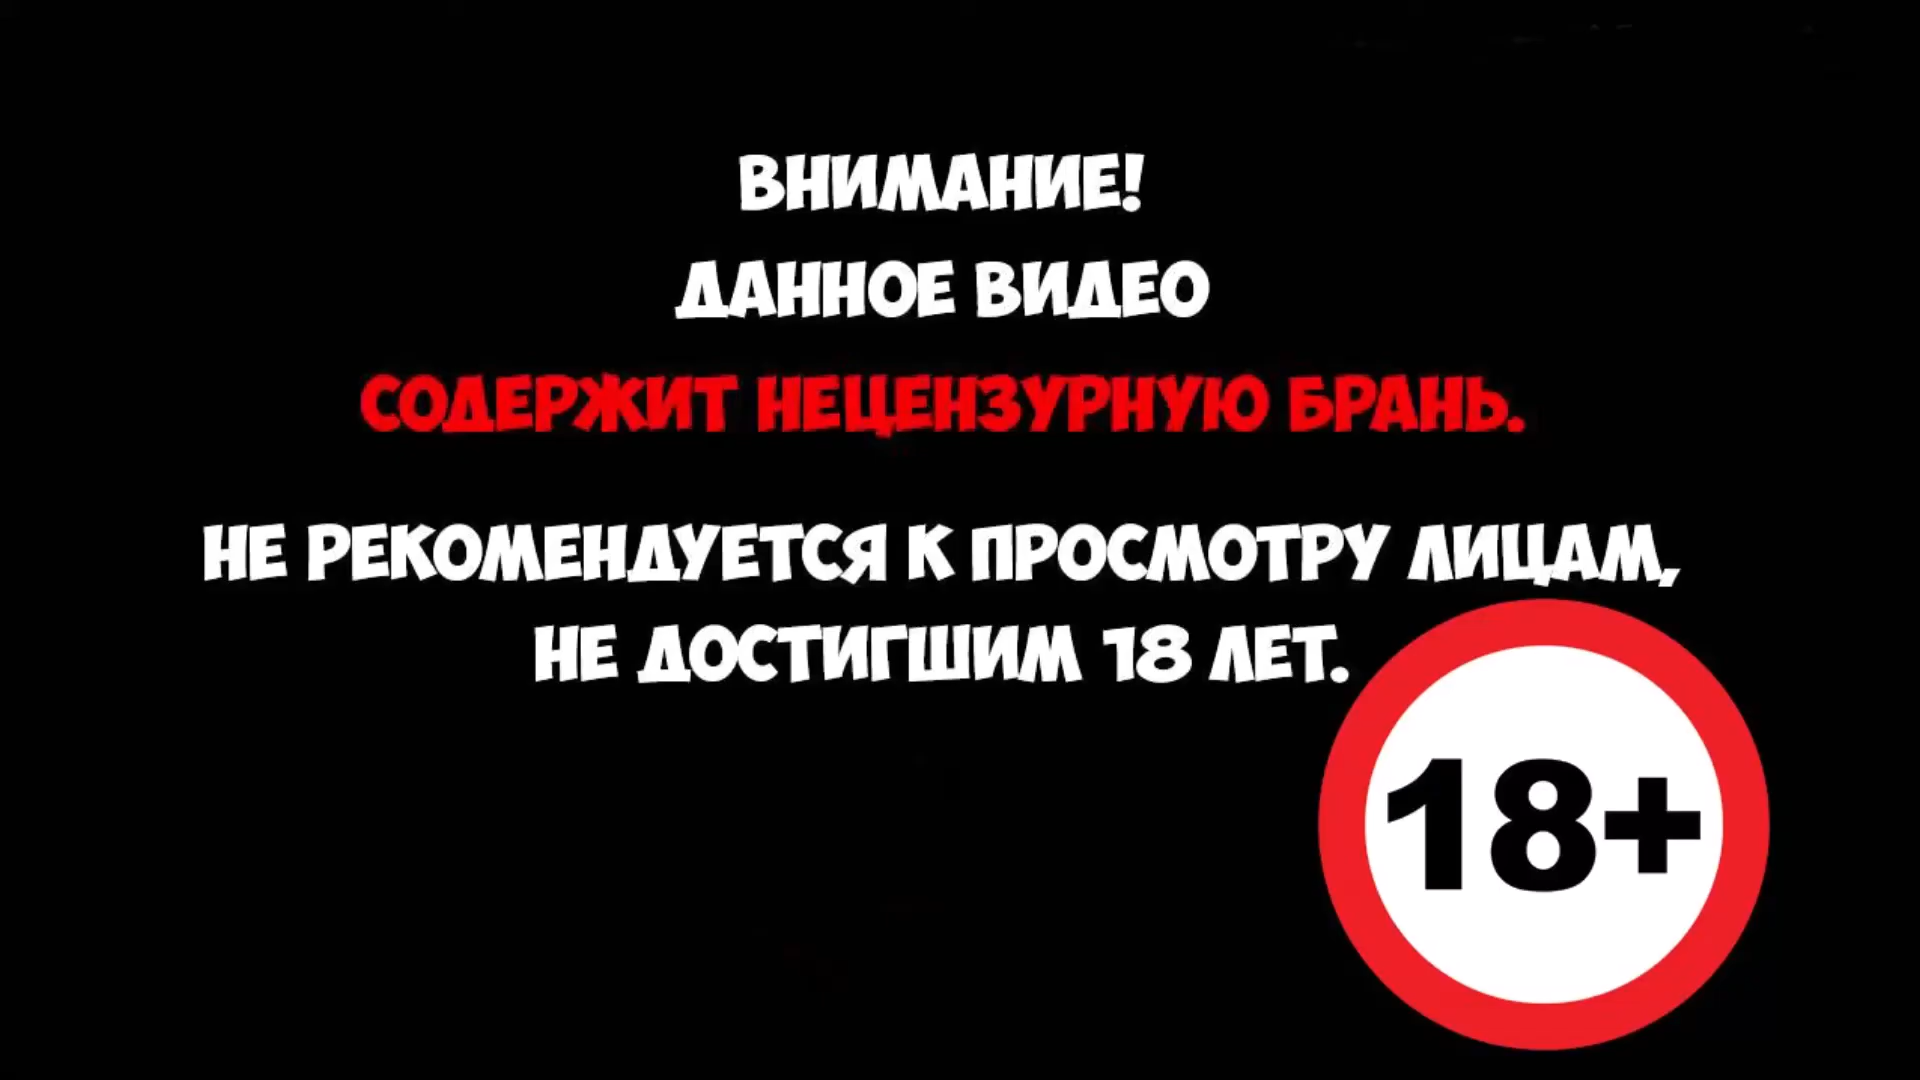 ВНИМАНИЕ!
ДАННОЕ ВИДЕО
СОДЕРЖИТ НЕЦЕНЗУРНУЮ БРАНЬ.
НЕ РЕКОМЕНДУЕТСЯ К ПРОСМОТРУ ЛИЦАМ,
НЕ ДОСТИГШИМ 18 ЛЕТ.
18+